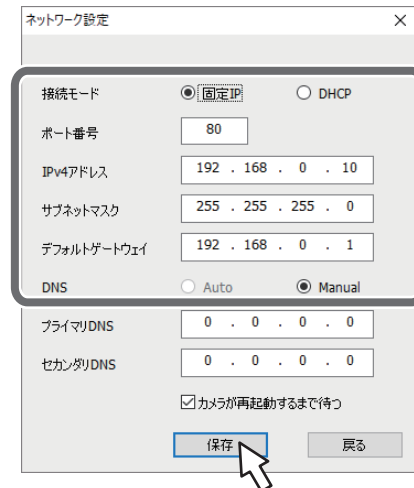 ネットワーク設定
接続モード 固定IP DHCP
ポート番号 80
IPv4アドレス 192 . 168 . 0 . 10
サブネットマスク 255 . 255 . 255 . 0
デフォルトゲートウェイ 192 . 168 . 0 . 1
DNS Auto Manual
プライマリDNS 0 . 0 . 0 . 0
セカンダリDNS 0 . 0 . 0 . 0
カメラが再起動するまで待つ
保存 戻る